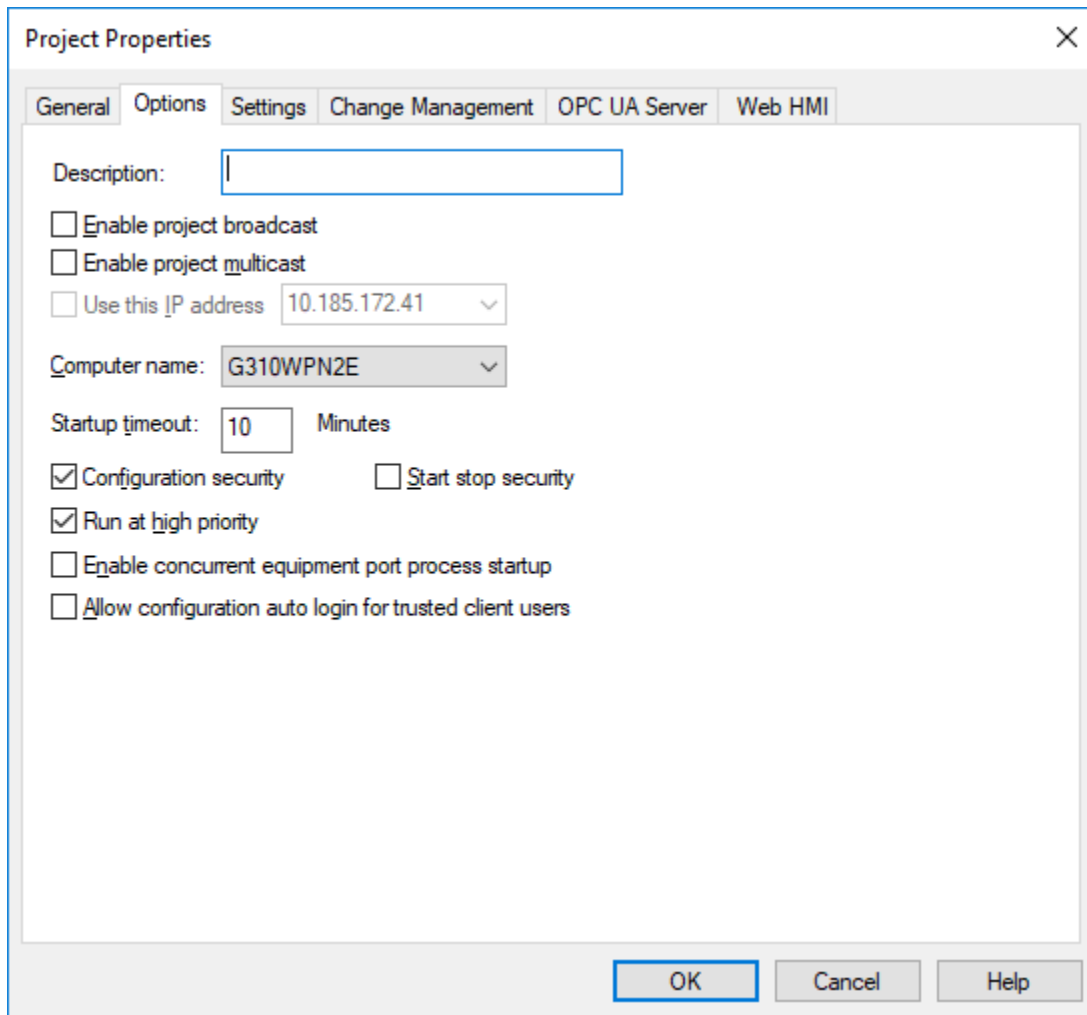 Project Properties
General Options Settings Change Management OPC UA Server Web HMI
Description:
Enable project broadcast
Enable project multicast
Use this IP address 10.185.172.41
Computer name: G310WPN2E
Startup timeout: 10 Minutes
Configuration security Start stop security
Run at high priority
Enable concurrent equipment port process startup
Allow configuration auto login for trusted client users
OK Cancel Help